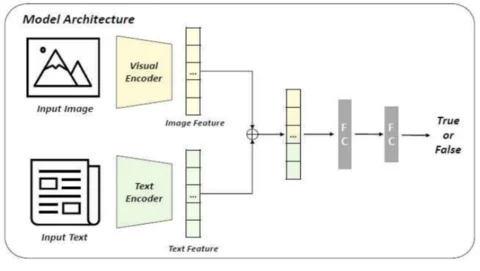 Model Architecture
Visual
Encoder
...
Input Image
Image Feature
...
F
C
F
C
True
or
False
Text
Encoder
...
Input Text
Text Feature